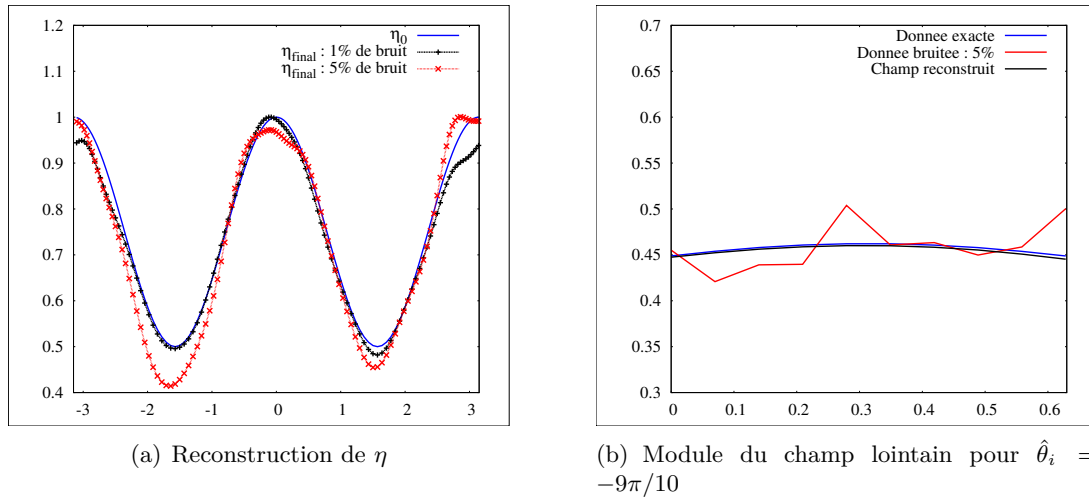 1.2
1.1
1
0.9
0.8
0.7
0.6
0.5
0.4
-3 -2 -1 0 1 2 3
η0
ηfinal : 1% de bruit
ηfinal : 5% de bruit
(a) Reconstruction de η
0.7
0.65
0.6
0.55
0.5
0.45
0.4
0.35
0.3
0 0.1 0.2 0.3 0.4 0.5 0.6
Donnee exacte
Donnee bruitee : 5%
Champ reconstruit
(b) Module du champ lointain pour θ̂i =
−9π/10